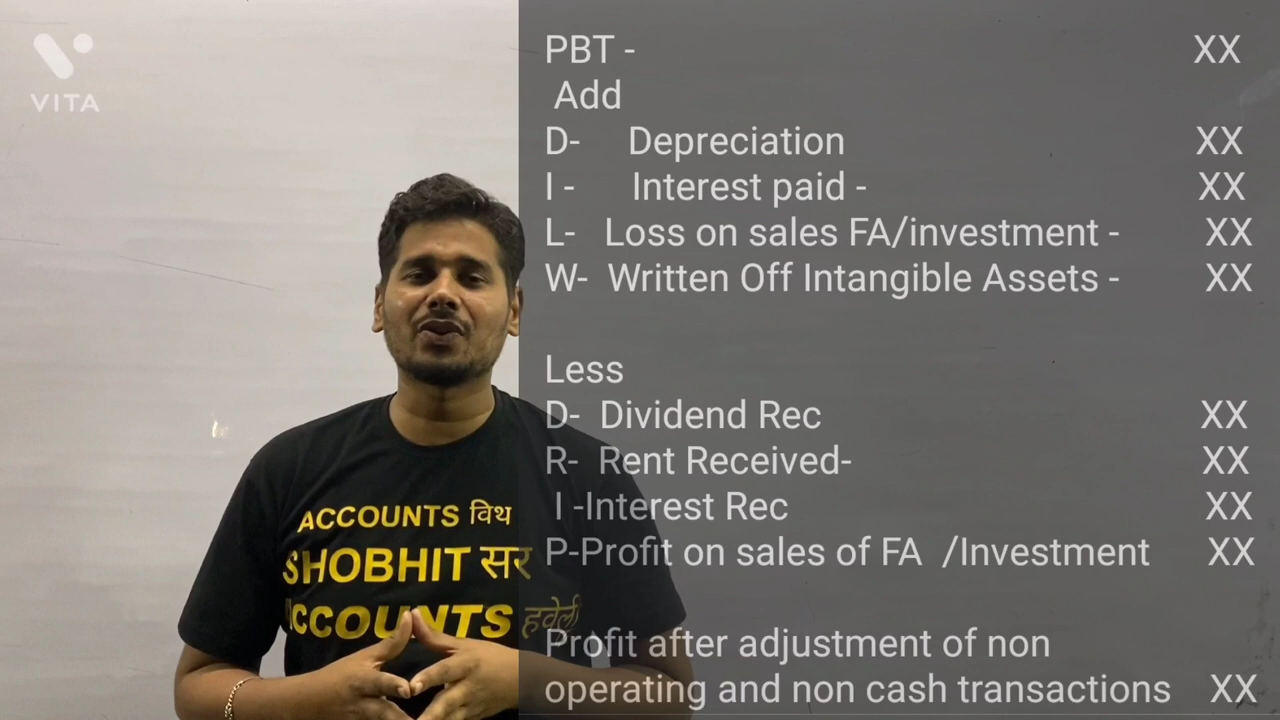 VITA
PBT - XX
Add
D- Depreciation XX
I - Interest paid - XX
L- Loss on sales FA/investment - XX
W- Written Off Intangible Assets - XX
Less
D- Dividend Rec XX
R- Rent Received- XX
I -Interest Rec XX
P-Profit on sales of FA /Investment XX
Profit after adjustment of non
operating and non cash transactions XX
ACCOUNTS विथ
SHOBHIT सर
ACCOUNTS हवेली